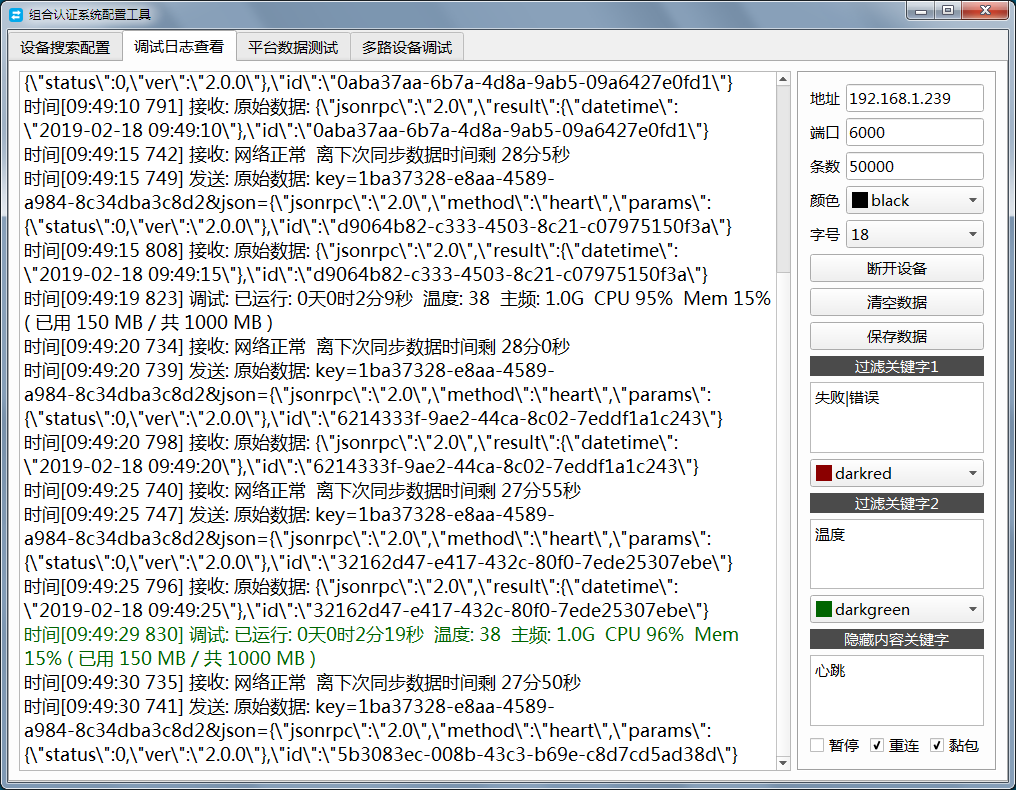 组合认证系统配置工具
设备搜索配置
调试日志查看
平台数据测试
多路设备调试
{\"status\":0,\"ver\":\"2.0.0\"},\"id\":\"0aba37aa-6b7a-4d8a-9ab5-09a6427e0fd1\"}
时间[09:49:10 791] 接收: 原始数据: {\"jsonrpc\":\"2.0\",\"result\":{\"datetime\":
\"2019-02-18 09:49:10\"},\"id\":\"0aba37aa-6b7a-4d8a-9ab5-09a6427e0fd1\"}
时间[09:49:15 742] 接收: 网络正常  离下次同步数据时间剩 28分5秒
时间[09:49:15 749] 发送: 原始数据: key=1ba37328-e8aa-4589-
a984-8c34dba3c8d2&json={\"jsonrpc\":\"2.0\",\"method\":\"heart\",\"params\":
{\"status\":0,\"ver\":\"2.0.0\"},\"id\":\"d9064b82-c333-4503-8c21-c07975150f3a\"}
时间[09:49:15 808] 接收: 原始数据: {\"jsonrpc\":\"2.0\",\"result\":{\"datetime\":
\"2019-02-18 09:49:15\"},\"id\":\"d9064b82-c333-4503-8c21-c07975150f3a\"}
时间[09:49:19 823] 调试: 已运行: 0天0时2分9秒  温度: 38  主频: 1.0G  CPU 95%  Mem 15%
( 已用 150 MB / 共 1000 MB )
时间[09:49:20 734] 接收: 网络正常  离下次同步数据时间剩 28分0秒
时间[09:49:20 739] 发送: 原始数据: key=1ba37328-e8aa-4589-
a984-8c34dba3c8d2&json={\"jsonrpc\":\"2.0\",\"method\":\"heart\",\"params\":
{\"status\":0,\"ver\":\"2.0.0\"},\"id\":\"6214333f-9ae2-44ca-8c02-7eddf1a1c243\"}
时间[09:49:20 798] 接收: 原始数据: {\"jsonrpc\":\"2.0\",\"result\":{\"datetime\":
\"2019-02-18 09:49:20\"},\"id\":\"6214333f-9ae2-44ca-8c02-7eddf1a1c243\"}
时间[09:49:25 740] 接收: 网络正常  离下次同步数据时间剩 27分55秒
时间[09:49:25 747] 发送: 原始数据: key=1ba37328-e8aa-4589-
a984-8c34dba3c8d2&json={\"jsonrpc\":\"2.0\",\"method\":\"heart\",\"params\":
{\"status\":0,\"ver\":\"2.0.0\"},\"id\":\"32162d47-e417-432c-80f0-7ede25307ebe\"}
时间[09:49:25 796] 接收: 原始数据: {\"jsonrpc\":\"2.0\",\"result\":{\"datetime\":
\"2019-02-18 09:49:25\"},\"id\":\"32162d47-e417-432c-80f0-7ede25307ebe\"}
时间[09:49:29 830] 调试: 已运行: 0天0时2分19秒  温度: 38  主频: 1.0G  CPU 96%  Mem
15% ( 已用 150 MB / 共 1000 MB )
时间[09:49:30 735] 接收: 网络正常  离下次同步数据时间剩 27分50秒
时间[09:49:30 741] 发送: 原始数据: key=1ba37328-e8aa-4589-
a984-8c34dba3c8d2&json={\"jsonrpc\":\"2.0\",\"method\":\"heart\",\"params\":
{\"status\":0,\"ver\":\"2.0.0\"},\"id\":\"5b3083ec-008b-43c3-b69e-c8d7cd5ad38d\"}
地址 192.168.1.239
端口 6000
条数 50000
颜色 black
字号 18
断开设备
清空数据
保存数据
过滤关键字1
失败|错误
darkred
过滤关键字2
温度
darkgreen
隐藏内容关键字
心跳
暂停 重连 黏包